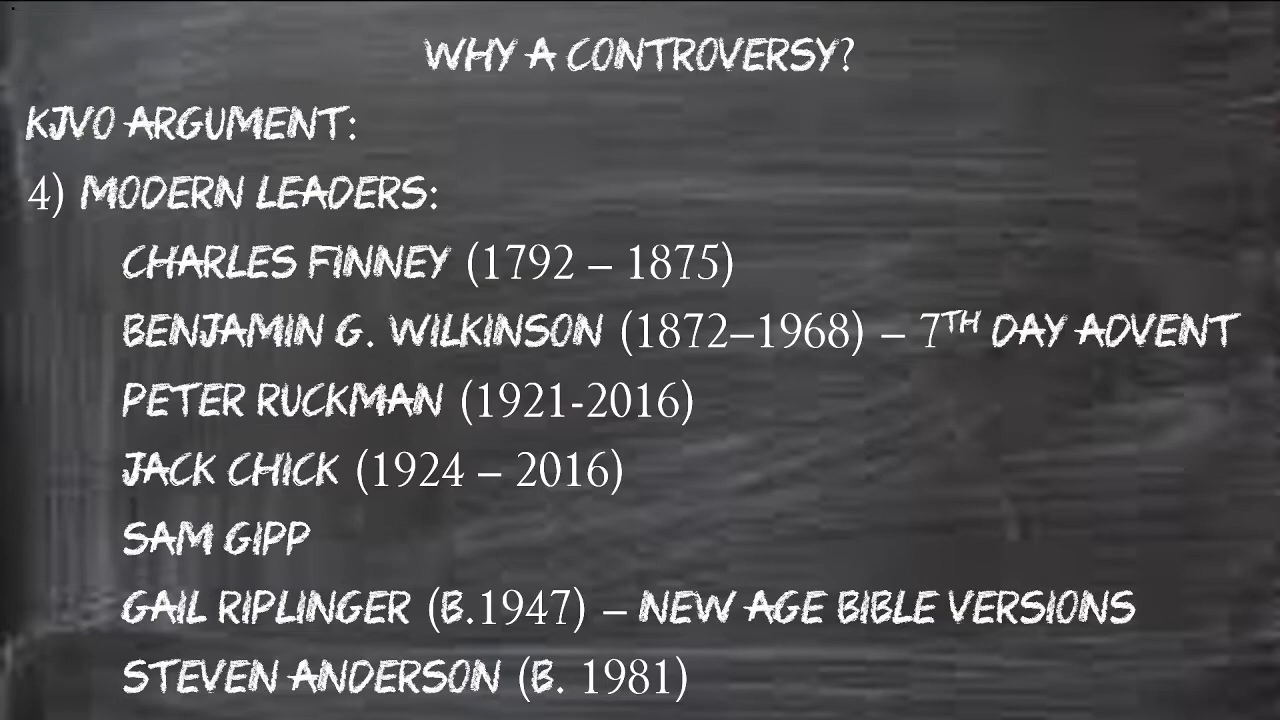 WHY A CONTROVERSY?
KJVO ARGUMENT:
4) MODERN LEADERS:
CHARLES FINNEY (1792 – 1875)
BENJAMIN G. WILKINSON (1872–1968) – 7TH DAY ADVENT
PETER RUCKMAN (1921-2016)
JACK CHICK (1924 – 2016)
SAM GIPP
GAIL RIPLINGER (B.1947) – NEW AGE BIBLE VERSIONS
STEVEN ANDERSON (B. 1981)